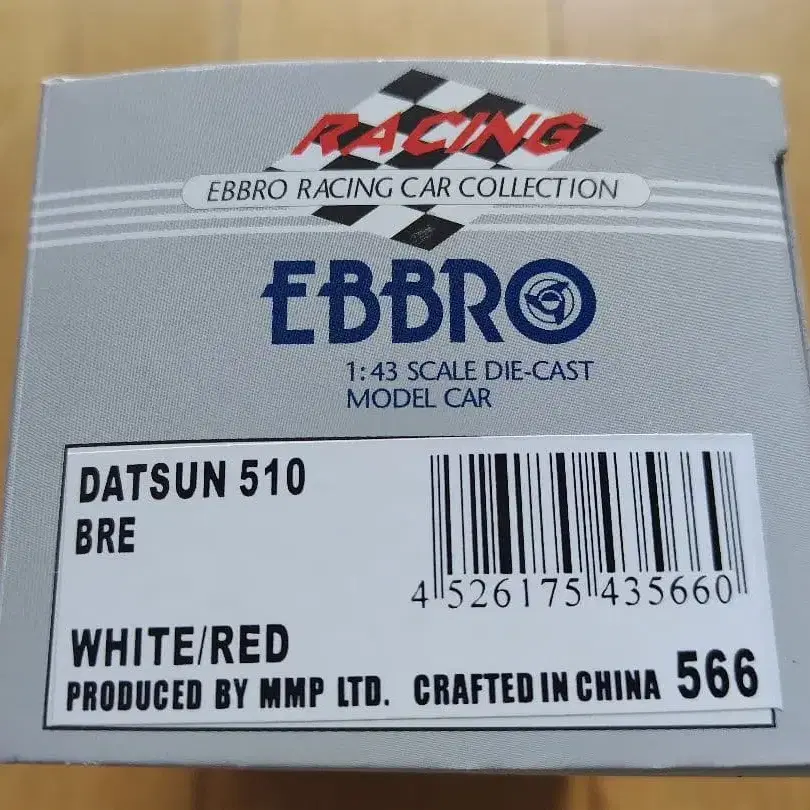 RACING
EBBRO RACING CAR COLLECTION
EBBRO
1:43 SCALE DIE-CAST
MODEL CAR
DATSUN 510
BRE
4 526175 435660
WHITE/RED
PRODUCED BY MMP LTD. CRAFTED IN CHINA 566